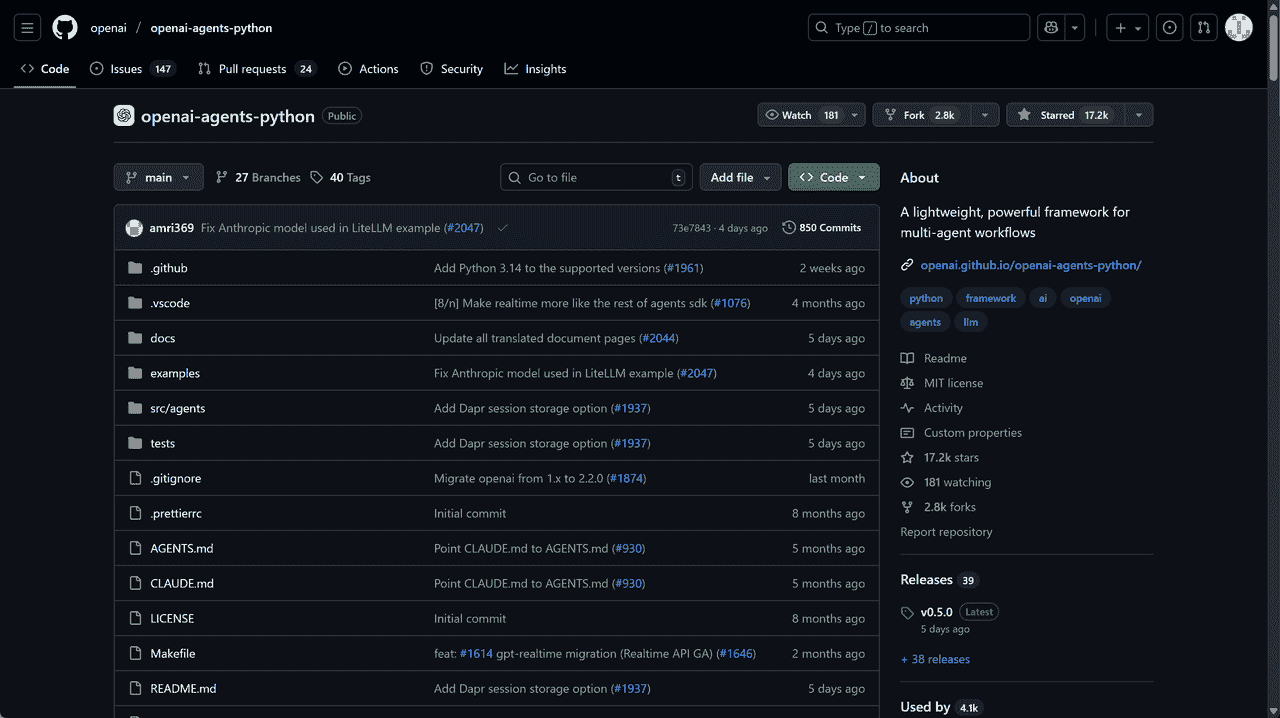 openai / openai-agents-python Type / to search
Code Issues 147 Pull requests 24 Actions Security Insights
openai-agents-python Public Watch 181 Fork 2.8k Starred 17.2k
main 27 Branches 40 Tags Go to file t Add file Code
amri369 Fix Anthropic model used in LiteLLM example (#2047) 73e7843 · 4 days ago 850 Commits
.github Add Python 3.14 to the supported versions (#1961) 2 weeks ago
.vscode [8/n] Make realtime more like the rest of agents sdk (#1076) 4 months ago
docs Update all translated document pages (#2044) 5 days ago
examples Fix Anthropic model used in LiteLLM example (#2047) 4 days ago
src/agents Add Dapr session storage option (#1937) 5 days ago
tests Add Dapr session storage option (#1937) 5 days ago
.gitignore Migrate openai from 1.x to 2.2.0 (#1874) last month
.prettierrc Initial commit 8 months ago
AGENTS.md Point CLAUDE.md to AGENTS.md (#930) 5 months ago
CLAUDE.md Point CLAUDE.md to AGENTS.md (#930) 5 months ago
LICENSE Initial commit 8 months ago
Makefile feat: #1614 gpt-realtime migration (Realtime API GA) (#1646) 2 months ago
README.md Add Dapr session storage option (#1937) 5 days ago
About
A lightweight, powerful framework for
multi-agent workflows
openai.github.io/openai-agents-python/
python framework ai openai
agents llm
Readme
MIT license
Activity
Custom properties
17.2k stars
181 watching
2.8k forks
Report repository
Releases 39
v0.5.0 Latest
5 days ago
+ 38 releases
Used by 4.1k